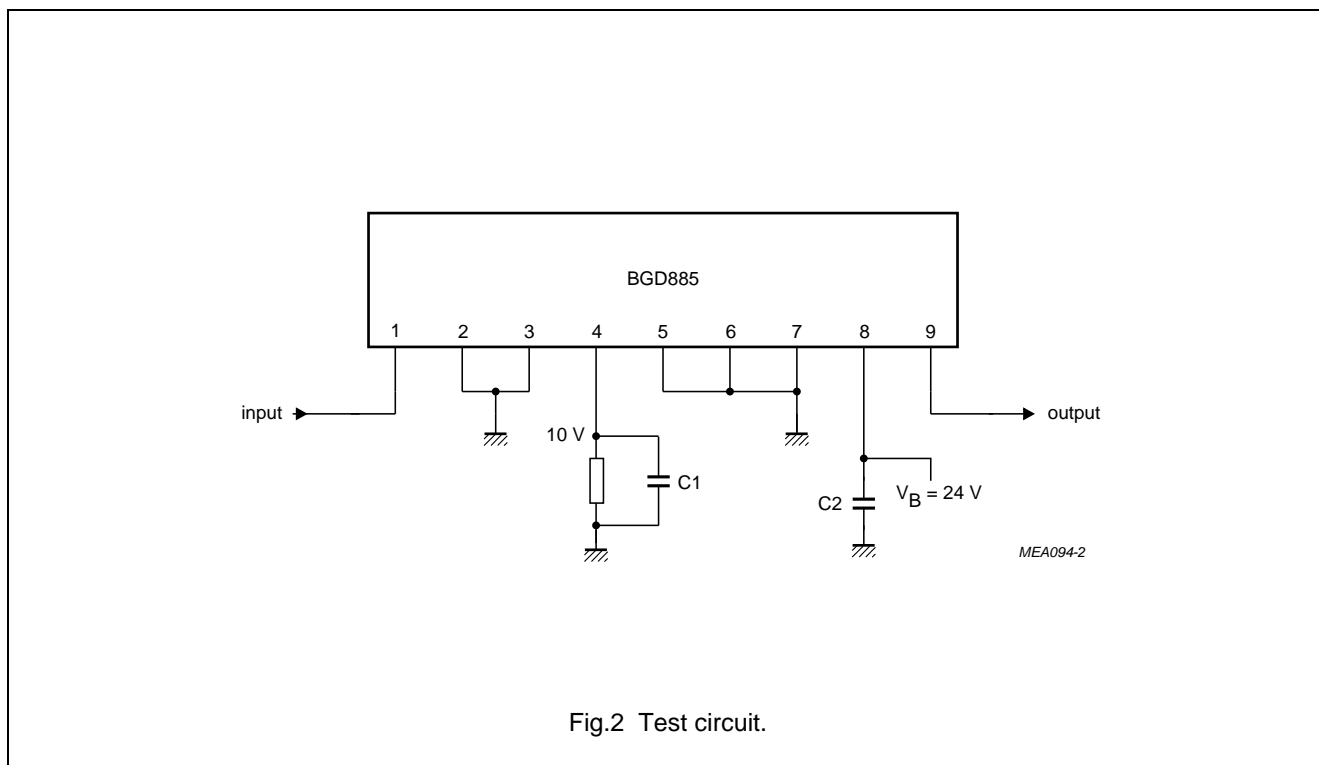 BGD885
1 2 3 4 5 6 7 8 9
input output
10 V
C1
C2 VB = 24 V
MEA094-2
Fig.2 Test circuit.